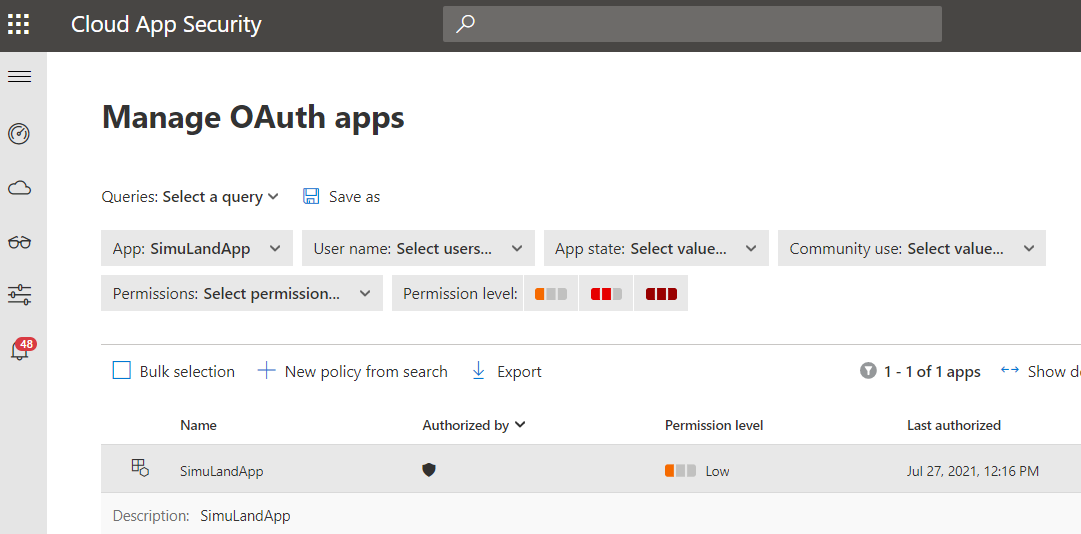 Cloud App Security
Manage OAuth apps
Queries: Select a query Save as
App: SimuLandApp User name: Select users... App state: Select value... Community use: Select value...
Permissions: Select permission... Permission level:
48
Bulk selection New policy from search Export 1 - 1 of 1 apps Show
Name Authorized by Permission level Last authorized
SimuLandApp Low Jul 27, 2021, 12:16 PM
Description: SimuLandApp